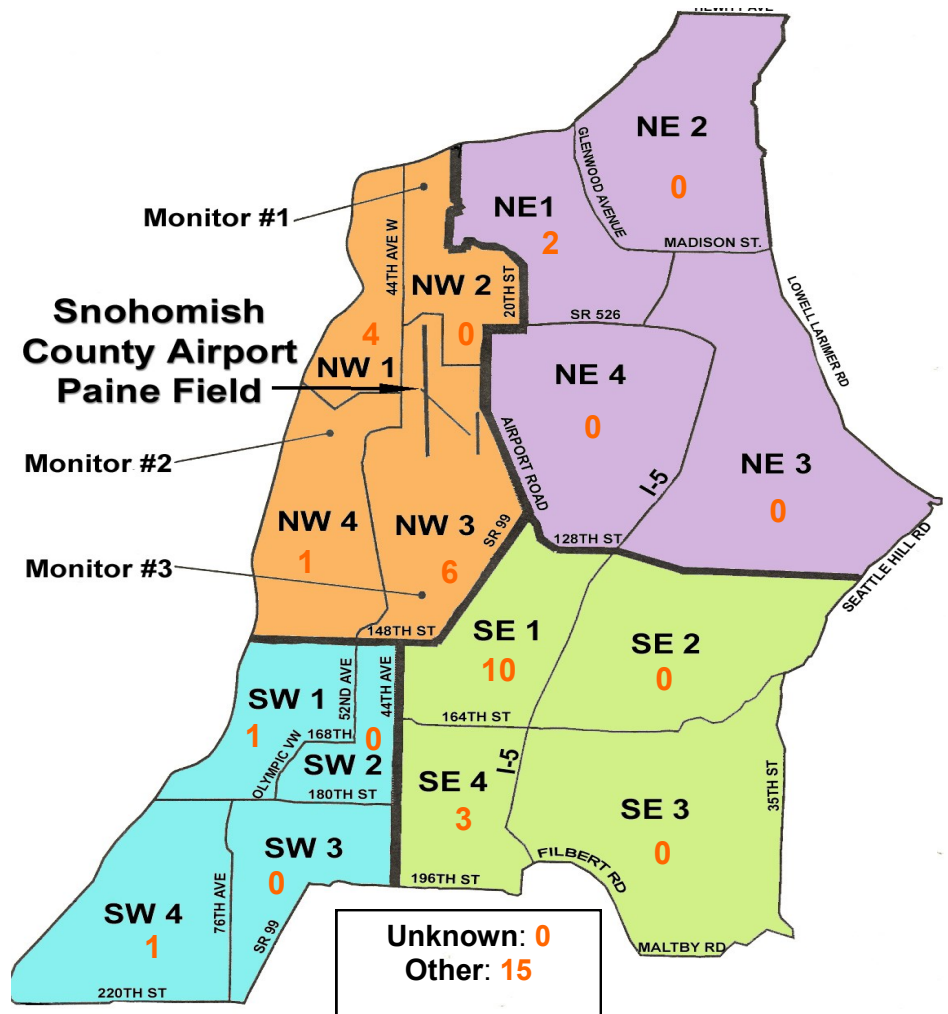 HEWITT AVE
NE 2
0
GLENWOOD AVENUE
NE1
2
MADISON ST.
Monitor #1
44TH AVE W
NW 2
0
20TH ST
LOWELL LARIMER RD
SR 526
Snohomish
County Airport
Paine Field
4
NW 1
NE 4
0
AIRPORT ROAD
I-5
NE 3
0
Monitor #2
NW 4
1
NW 3
6
SR 99
128TH ST
SEATTLE HILL RD
Monitor #3
148TH ST
SE 1
10
SE 2
0
SW 1
1
52ND AVE
44TH AVE
168TH
0
SW 2
OLYMPIC VW
180TH ST
164TH ST
I-5
SE 4
3
SE 3
0
35TH ST
SW 3
0
76TH AVE
SR 99
SW 4
1
196TH ST
FILBERT RD
MALTBY RD
220TH ST
Unknown: 0
Other: 15